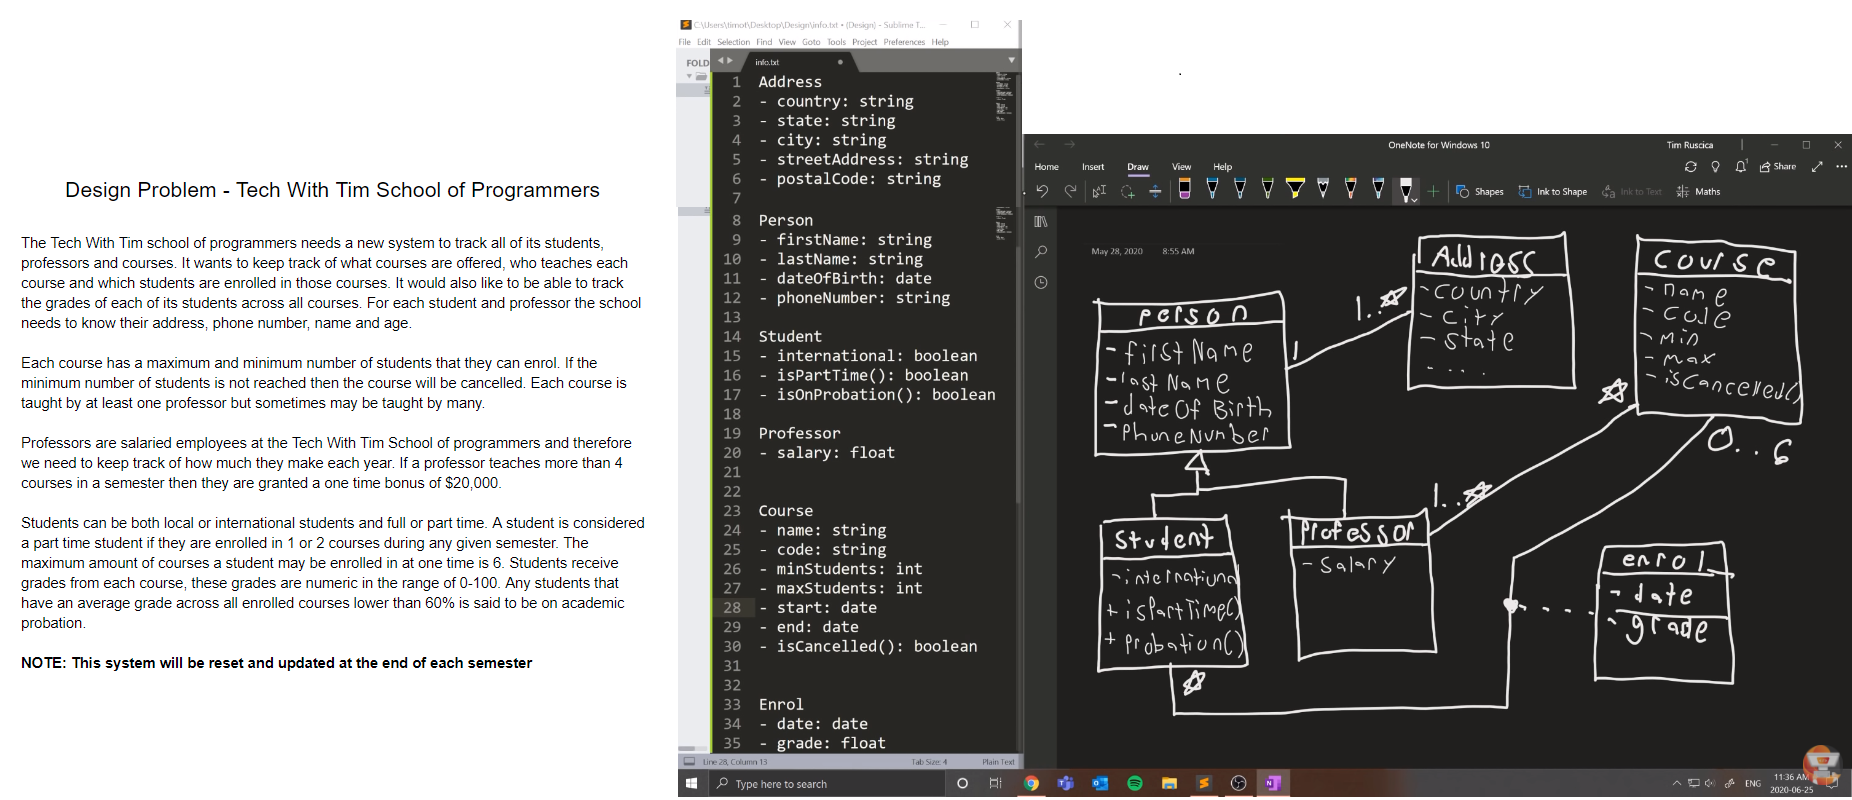 Design Problem - Tech With Tim School of Programmers
The Tech With Tim school of programmers needs a new system to track all of its students,
professors and courses. It wants to keep track of what courses are offered, who teaches each
course and which students are enrolled in those courses. It would also like to be able to track
the grades of each of its students across all courses. For each student and professor the school
needs to know their address, phone number, name and age.
Each course has a maximum and minimum number of students that they can enrol. If the
minimum number of students is not reached then the course will be cancelled. Each course is
taught by at least one professor but sometimes may be taught by many.
Professors are salaried employees at the Tech With Tim School of programmers and therefore
we need to keep track of how much they make each year. If a professor teaches more than 4
courses in a semester then they are granted a one time bonus of $20,000.
Students can be both local or international students and full or part time. A student is considered
a part time student if they are enrolled in 1 or 2 courses during any given semester. The
maximum amount of courses a student may be enrolled in at one time is 6. Students receive
grades from each course, these grades are numeric in the range of 0-100. Any students that
have an average grade across all enrolled courses lower than 60% is said to be on academic
probation.
NOTE: This system will be reset and updated at the end of each semester
C:\Users\timot\Desktop\Design\info.txt • (Design) - Sublime T...
File Edit Selection Find View Goto Tools Project Preferences Help
FOLD
info.txt
1 Address
2 - country: string
3 - state: string
4 - city: string
5 - streetAddress: string
6 - postalCode: string
7
8 Person
9 - firstName: string
10 - lastName: string
11 - dateOfBirth: date
12 - phoneNumber: string
13
14 Student
15 - international: boolean
16 - isPartTime(): boolean
17 - isOnProbation(): boolean
18
19 Professor
20 - salary: float
21
22
23 Course
24 - name: string
25 - code: string
26 - minStudents: int
27 - maxStudents: int
28 - start: date
29 - end: date
30 - isCancelled(): boolean
31
32
33 Enrol
34 - date: date
35 - grade: float
Line 28, Column 13
Tab Size: 4
Plain Text
OneNote for Windows 10
Tim Ruscica
Home Insert Draw View Help
Share
Shapes
Ink to Shape
Ink to Text
Maths
May 28, 2020 8:55 AM
Person
- firstName
- lastName
- dateOf Birth
- PhoneNumber
1
1..*
Address
- country
- city
- state
- ....
Course
- name
- code
- min
- max
- isCancelled()
*
0..6
1..*
Student
- internationa
+ isPartTime()
+ Probation()
*
Professor
- Salary
enrol
- date
- grade
Type here to search
ENG
11:36 AM
2020-06-25